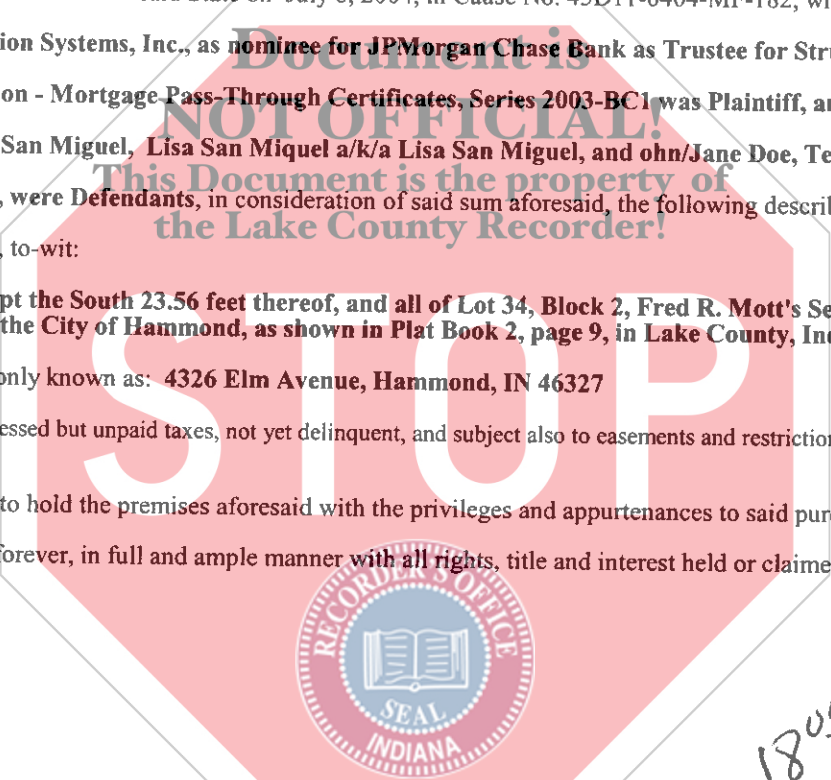 July 6, 2004, in Cause No. 45D11-0404-MF-182,
ion Systems, Inc., as nominee for JPMorgan Chase Bank as Trustee for Stru
Document is
on - Mortgage Pass-Through Certificates, Series 2003-BC1 was Plaintiff, an
NOT OFFICIAL!
San Miguel, Lisa San Miquel a/k/a Lisa San Miguel, and ohn/Jane Doe, Te
This Document is the property of
, were Defendants, in consideration of said sum aforesaid, the following describ
the Lake County Recorder!
, to-wit:
pt the South 23.56 feet thereof, and all of Lot 34, Block 2, Fred R. Mott's Se
the City of Hammond, as shown in Plat Book 2, page 9, in Lake County, Ind
only known as: 4326 Elm Avenue, Hammond, IN 46327
essed but unpaid taxes, not yet delinquent, and subject also to easements and restriction
STOP
to hold the premises aforesaid with the privileges and appurtenances to said pur
forever, in full and ample manner with all rights, title and interest held or claime
RECORDER'S OFFICE
SEAL
INDIANA